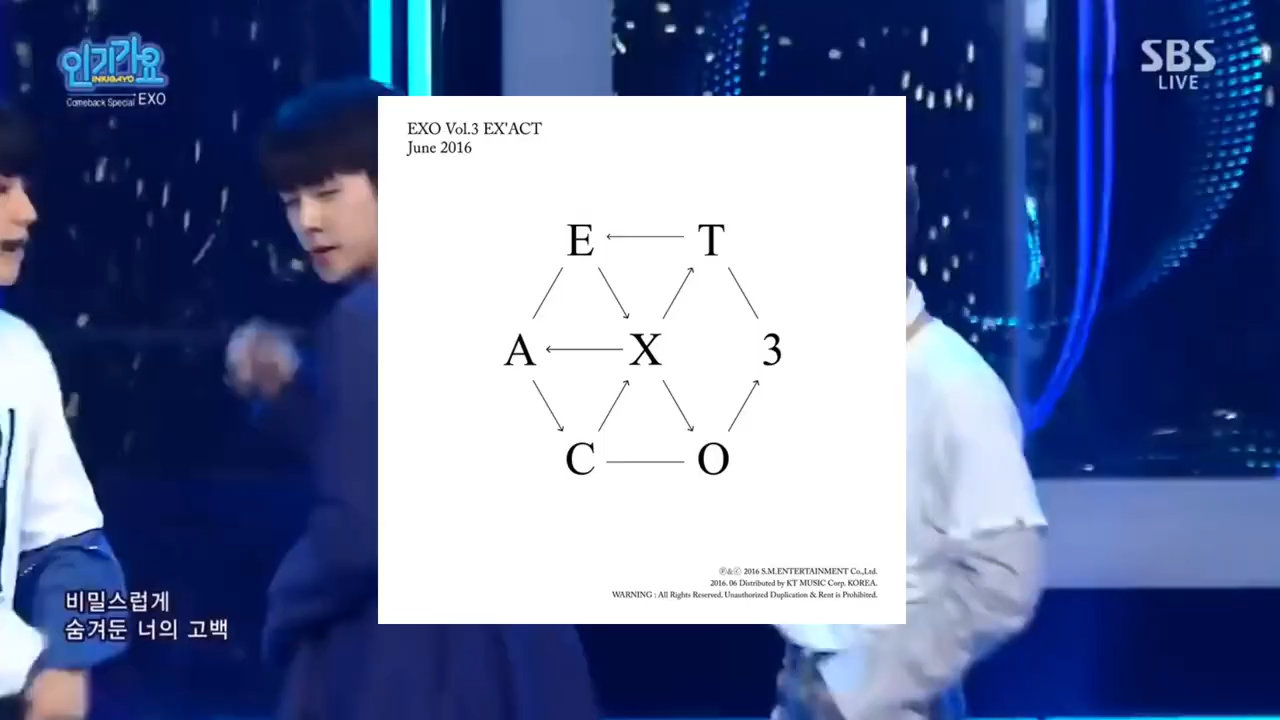 인기가요
INKIGAYO
Comeback Special EXO
SBS
LIVE
EXO Vol.3 EX'ACT
June 2016
E T
A X 3
C O
Ⓟ&Ⓒ 2016 S.M.ENTERTAINMENT Co.,Ltd.
2016. 06 Distributed by KT MUSIC Corp. KOREA.
WARNING : All Rights Reserved. Unauthorized Duplication & Rent is Prohibited.
비밀스럽게
숨겨둔 너의 고백